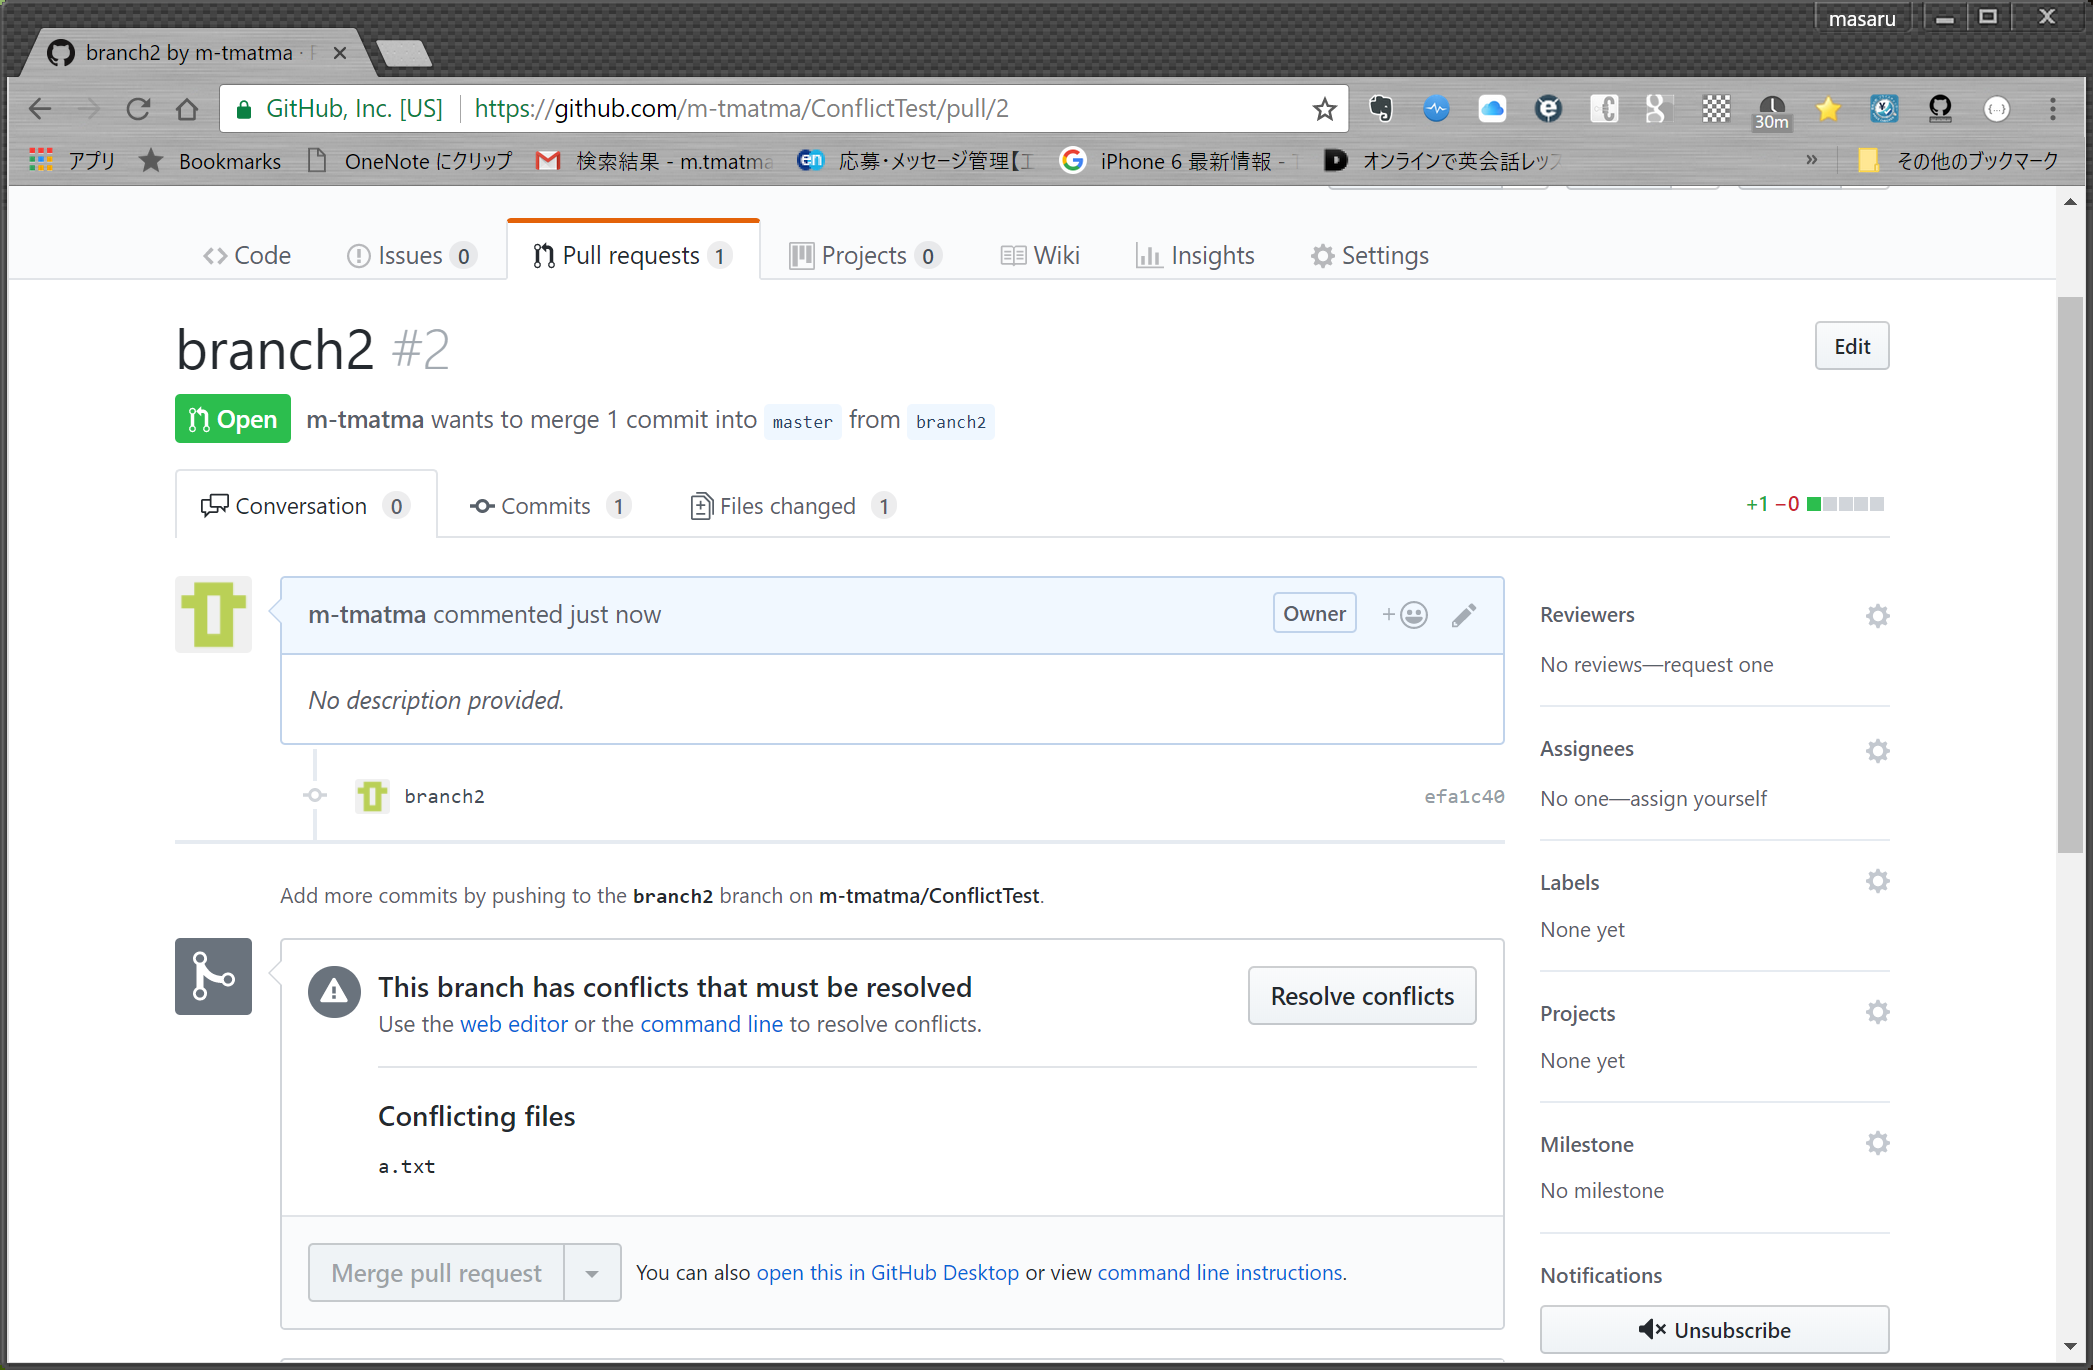 masaru
branch2 by m-tmatma ·
GitHub, Inc. [US] https://github.com/m-tmatma/ConflictTest/pull/2
30m
アプリ Bookmarks OneNote にクリップ 検索結果 - m.tmatma 応募・メッセージ管理【エ iPhone 6 最新情報 - オンラインで英会話レッス » その他のブックマーク
Code Issues 0 Pull requests 1 Projects 0 Wiki Insights Settings
branch2 #2
Edit
Open m-tmatma wants to merge 1 commit into master from branch2
Conversation 0 Commits 1 Files changed 1 +1 −0
m-tmatma commented just now Owner
No description provided.
branch2 efa1c40
Add more commits by pushing to the branch2 branch on m-tmatma/ConflictTest.
This branch has conflicts that must be resolved
Use the web editor or the command line to resolve conflicts.
Resolve conflicts
Conflicting files
a.txt
Merge pull request You can also open this in GitHub Desktop or view command line instructions.
Reviewers
No reviews—request one
Assignees
No one—assign yourself
Labels
None yet
Projects
None yet
Milestone
No milestone
Notifications
Unsubscribe